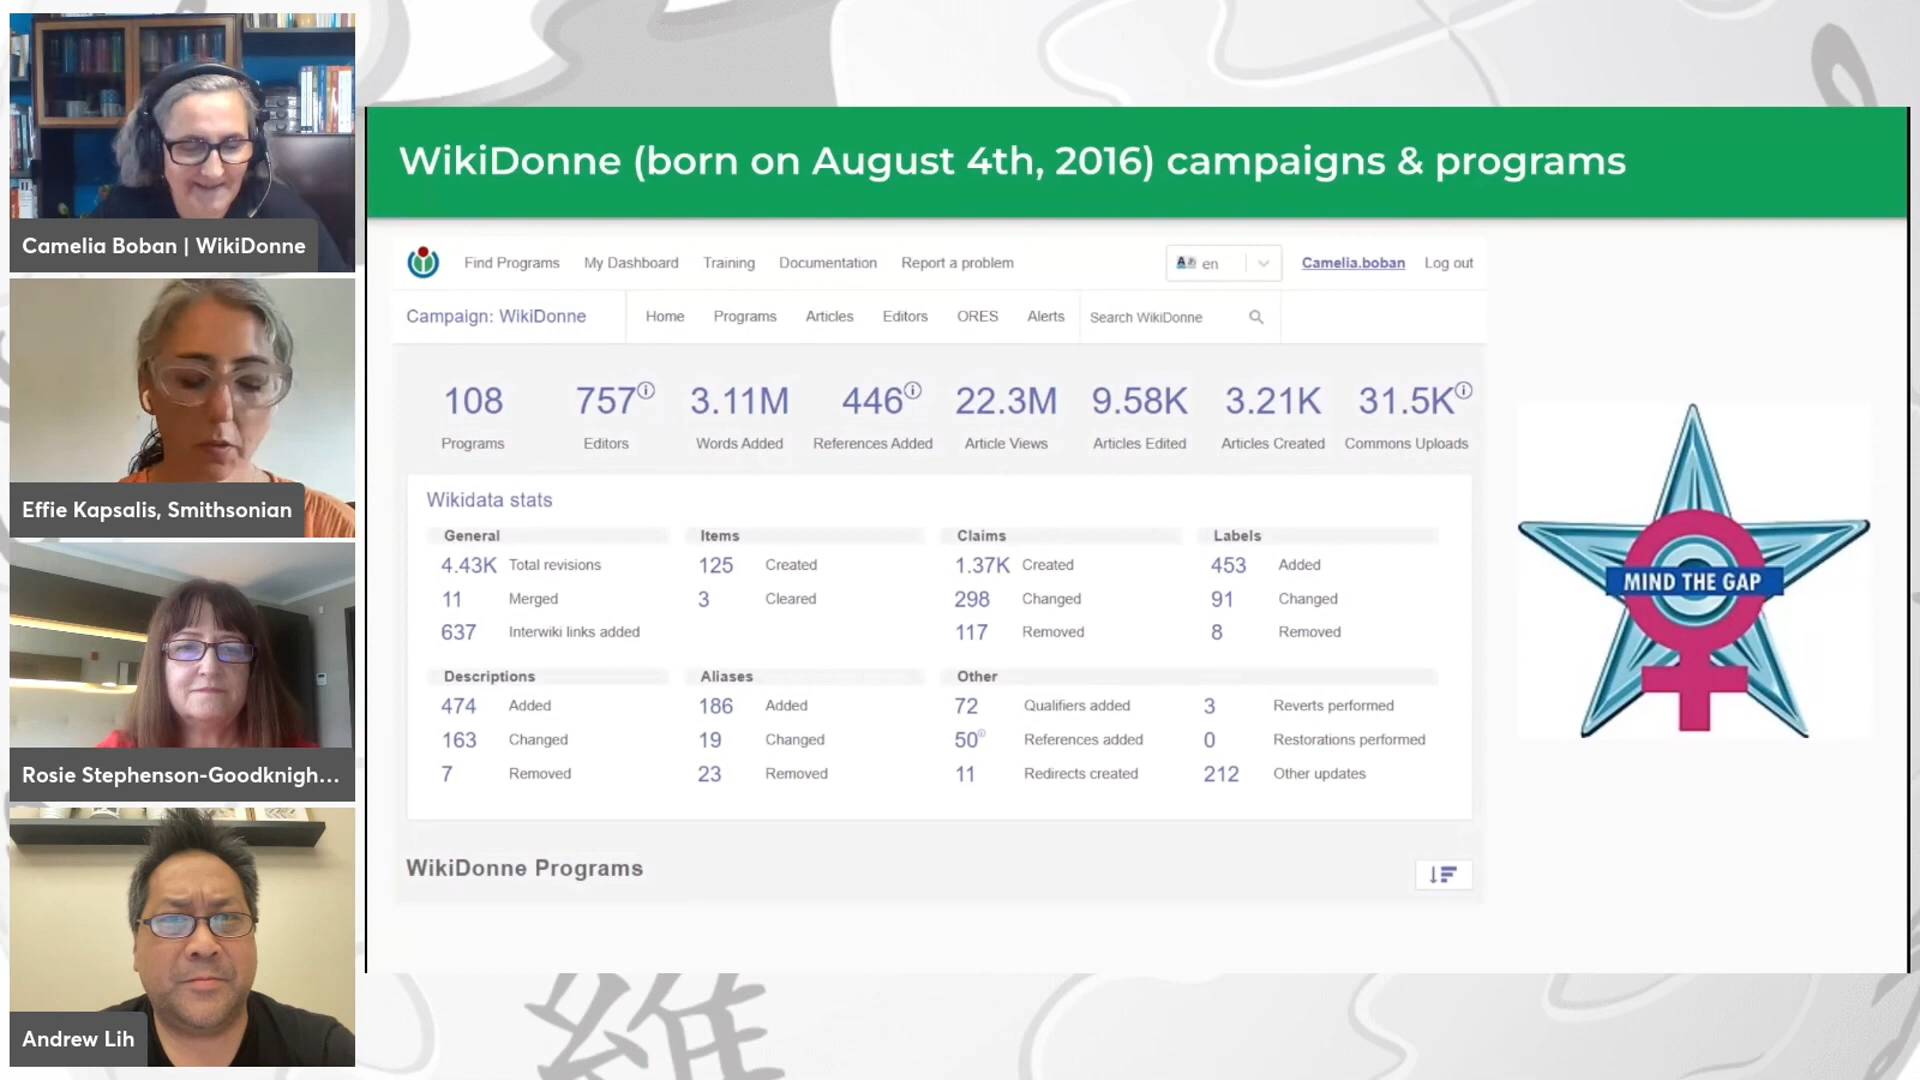 Camelia Boban | WikiDonne
Effie Kapsalis, Smithsonian
Rosie Stephenson-Goodknigh...
Andrew Lih
WikiDonne (born on August 4th, 2016) campaigns & programs
Find Programs My Dashboard Training Documentation Report a problem en Camelia.boban Log out
Campaign: WikiDonne Home Programs Articles Editors ORES Alerts Search WikiDonne
108 757 3.11M 446 22.3M 9.58K 3.21K 31.5K
Programs Editors Words Added References Added Article Views Articles Edited Articles Created Commons Uploads
Wikidata stats
General Items Claims Labels
4.43K Total revisions 125 Created 1.37K Created 453 Added
11 Merged 3 Cleared 298 Changed 91 Changed
637 Interwiki links added 117 Removed 8 Removed
Descriptions Aliases Other
474 Added 186 Added 72 Qualifiers added 3 Reverts performed
163 Changed 19 Changed 50 References added 0 Restorations performed
7 Removed 23 Removed 11 Redirects created 212 Other updates
WikiDonne Programs
MIND THE GAP
維